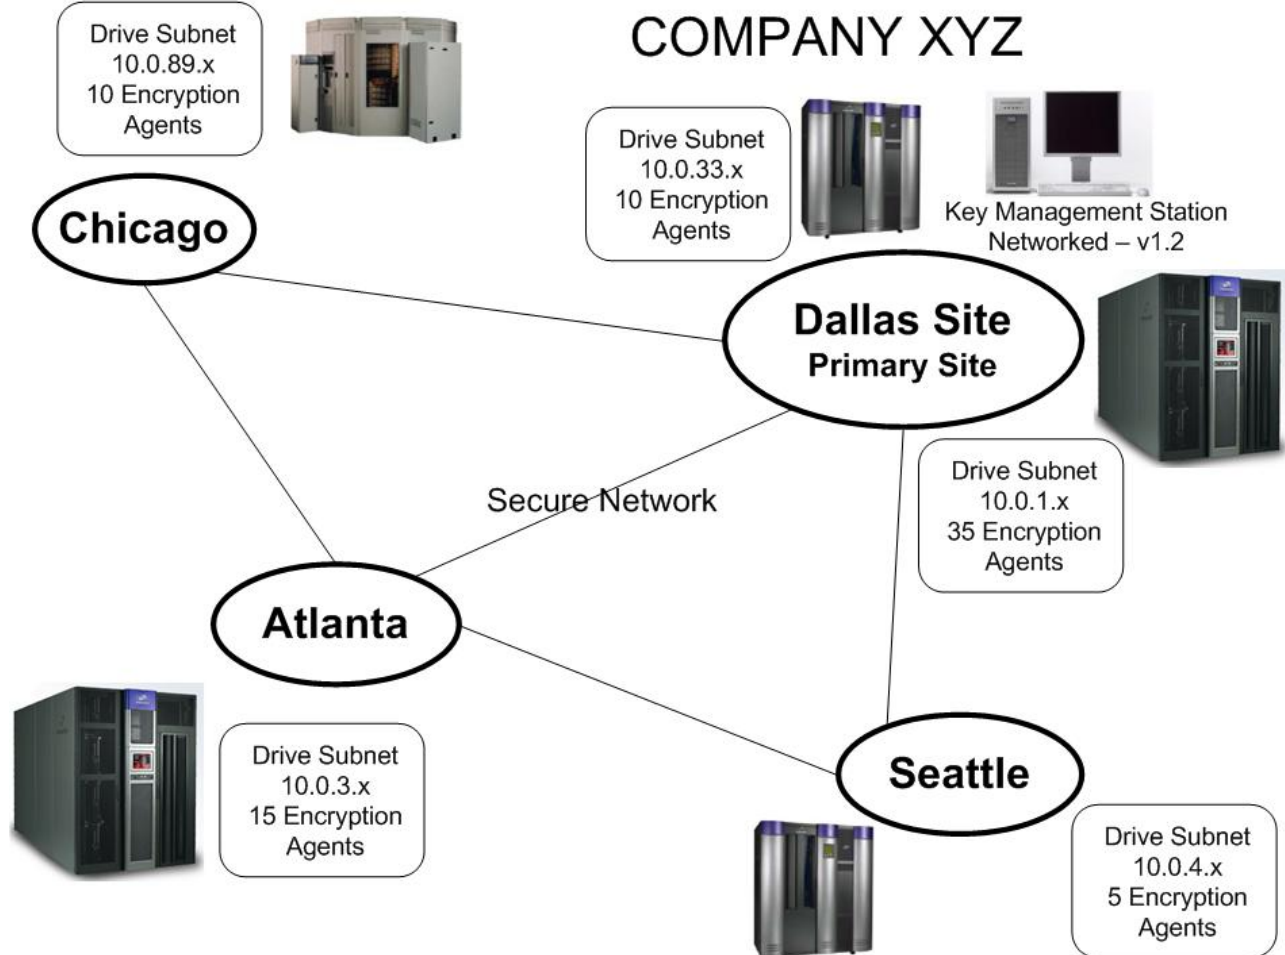 COMPANY XYZ
Drive Subnet
10.0.89.x
10 Encryption
Agents
Drive Subnet
10.0.33.x
10 Encryption
Agents
Key Management Station
Networked – v1.2
Chicago
Dallas Site
Primary Site
Drive Subnet
10.0.1.x
35 Encryption
Agents
Secure Network
Atlanta
Drive Subnet
10.0.3.x
15 Encryption
Agents
Seattle
Drive Subnet
10.0.4.x
5 Encryption
Agents